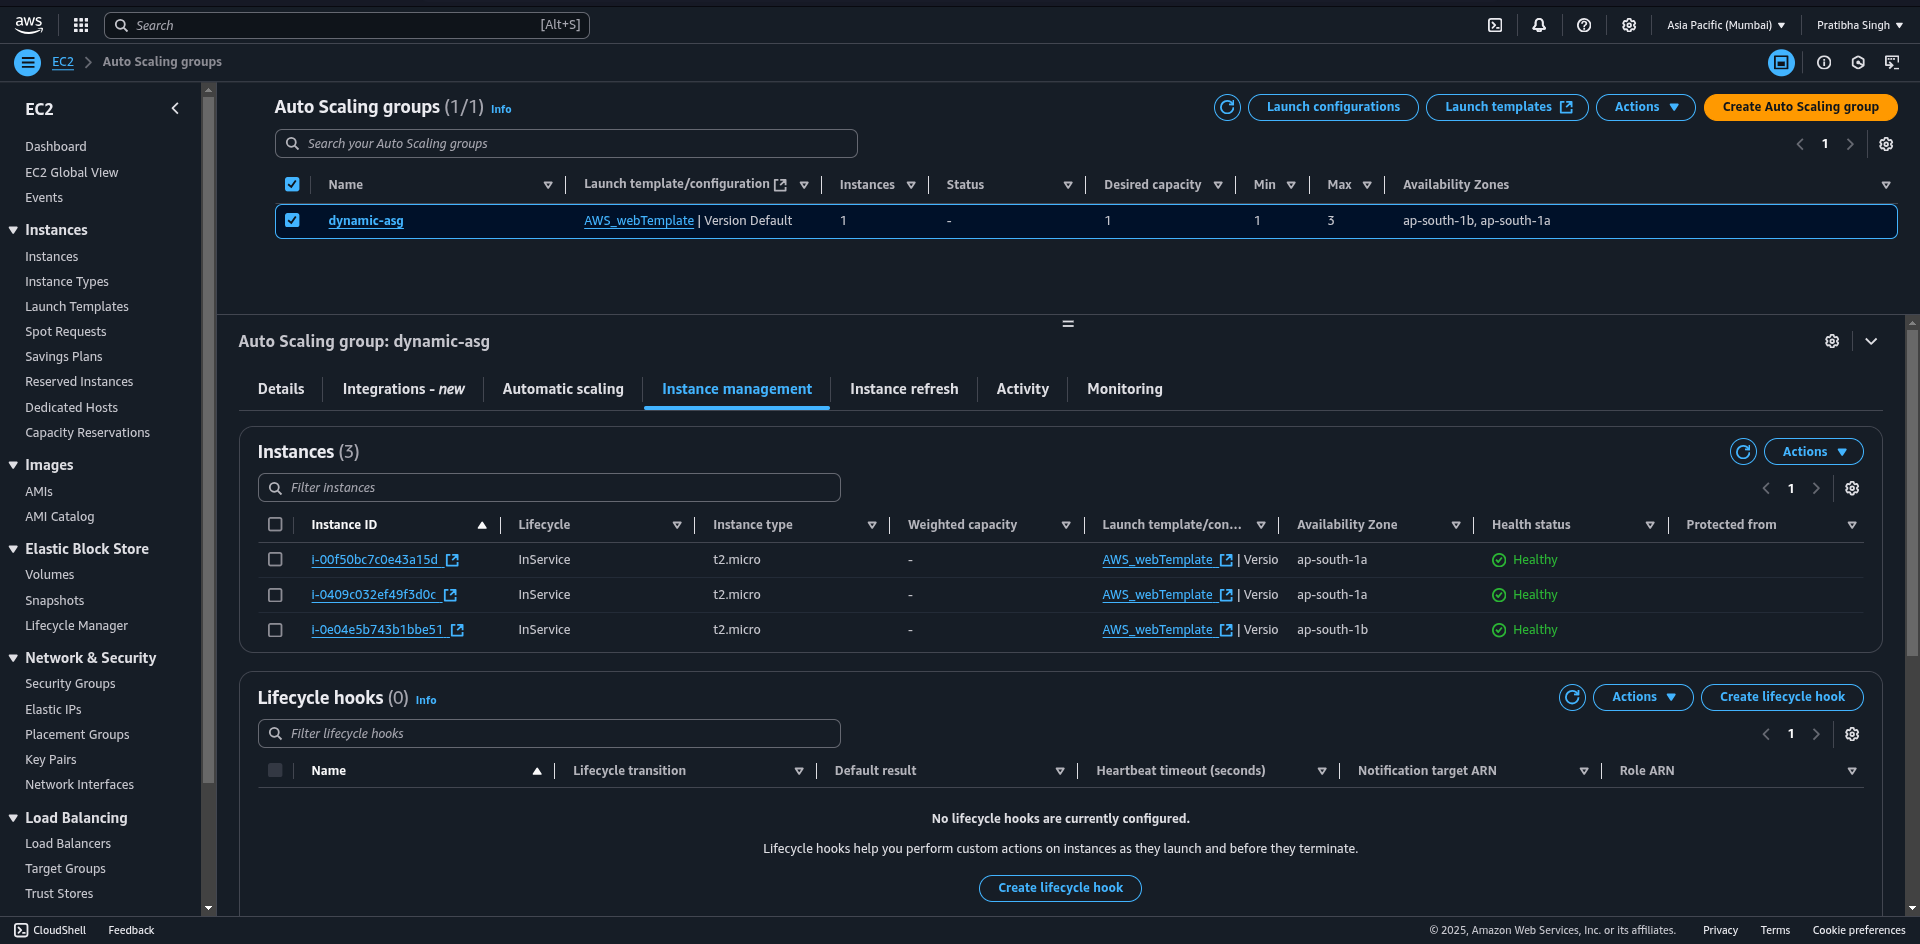 aws Search [Alt+S] Asia Pacific (Mumbai) Pratibha Singh
EC2 Auto Scaling groups
EC2
Dashboard
EC2 Global View
Events
Instances
Instances
Instance Types
Launch Templates
Spot Requests
Savings Plans
Reserved Instances
Dedicated Hosts
Capacity Reservations
Images
AMIs
AMI Catalog
Elastic Block Store
Volumes
Snapshots
Lifecycle Manager
Network & Security
Security Groups
Elastic IPs
Placement Groups
Key Pairs
Network Interfaces
Load Balancing
Load Balancers
Target Groups
Trust Stores
Auto Scaling groups (1/1) Info Launch configurations Launch templates Actions Create Auto Scaling group
Search your Auto Scaling groups 1
Name Launch template/configuration Instances Status Desired capacity Min Max Availability Zones
dynamic-asg AWS_webTemplate | Version Default 1 - 1 1 3 ap-south-1b, ap-south-1a
Auto Scaling group: dynamic-asg
Details Integrations - new Automatic scaling Instance management Instance refresh Activity Monitoring
Instances (3) Actions
Filter instances 1
Instance ID Lifecycle Instance type Weighted capacity Launch template/con... Availability Zone Health status Protected from
i-00f50bc7c0e43a15d InService t2.micro - AWS_webTemplate | Versio ap-south-1a Healthy
i-0409c032ef49f3d0c InService t2.micro - AWS_webTemplate | Versio ap-south-1a Healthy
i-0e04e5b743b1bbe51 InService t2.micro - AWS_webTemplate | Versio ap-south-1b Healthy
Lifecycle hooks (0) Info Actions Create lifecycle hook
Filter lifecycle hooks 1
Name Lifecycle transition Default result Heartbeat timeout (seconds) Notification target ARN Role ARN
No lifecycle hooks are currently configured.
Lifecycle hooks help you perform custom actions on instances as they launch and before they terminate.
Create lifecycle hook
CloudShell Feedback © 2025, Amazon Web Services, Inc. or its affiliates. Privacy Terms Cookie preferences